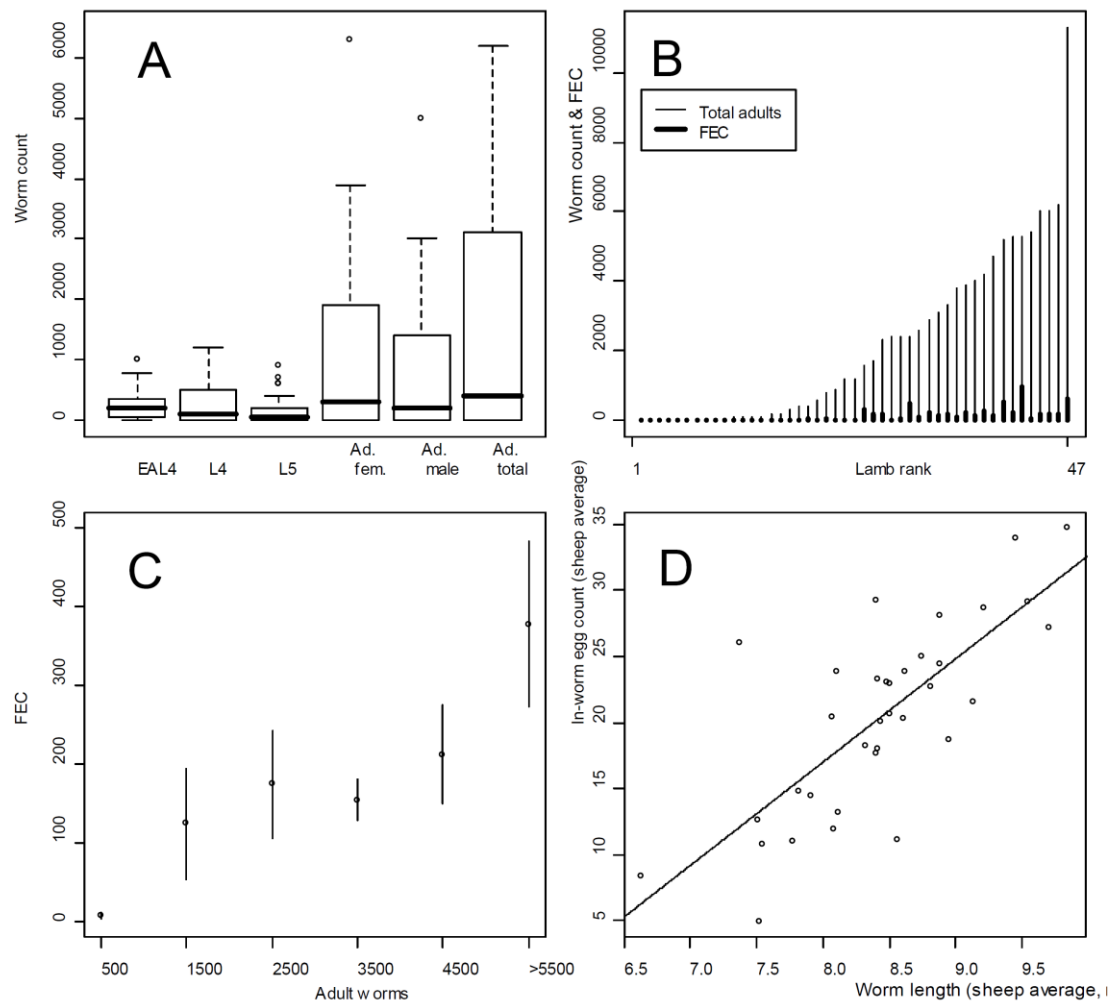 A
Worm count
0
1000
2000
3000
4000
5000
6000
EAL4
L4
L5
Ad.
fem.
Ad.
male
Ad.
total
B
Worm count & FEC
0
2000
4000
6000
8000
10000
Total adults
FEC
1
Lamb rank
47
C
FEC
0
100
200
300
400
500
500
1500
2500
3500
4500
>5500
Adult worms
D
In-worm egg count (sheep average)
5
10
15
20
25
30
35
6.5
7.0
7.5
8.0
8.5
9.0
9.5
Worm length (sheep average,